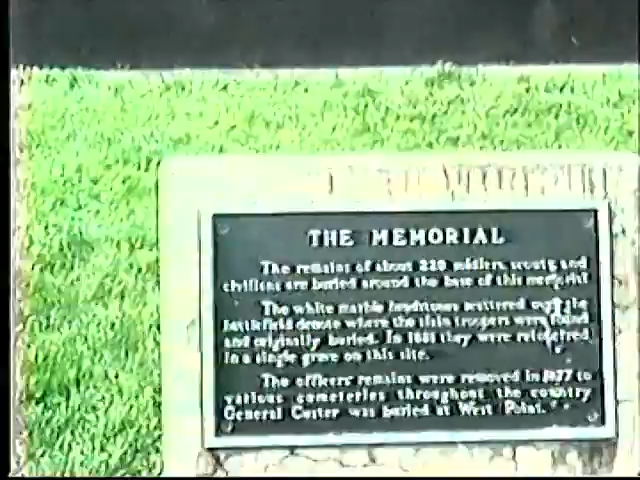 THE MEMORIAL
The remains of about 220 soldiers, scouts and
civilians are buried around the base of this memorial
The white marble headstones scattered over the
battlefield denote where the slain troopers were found
and originally buried. In 1881 they were reinterred
in a single grave on this site.
The officers remains were removed in 1877 to
various cemeteries throughout the country
General Custer was buried at West Point.